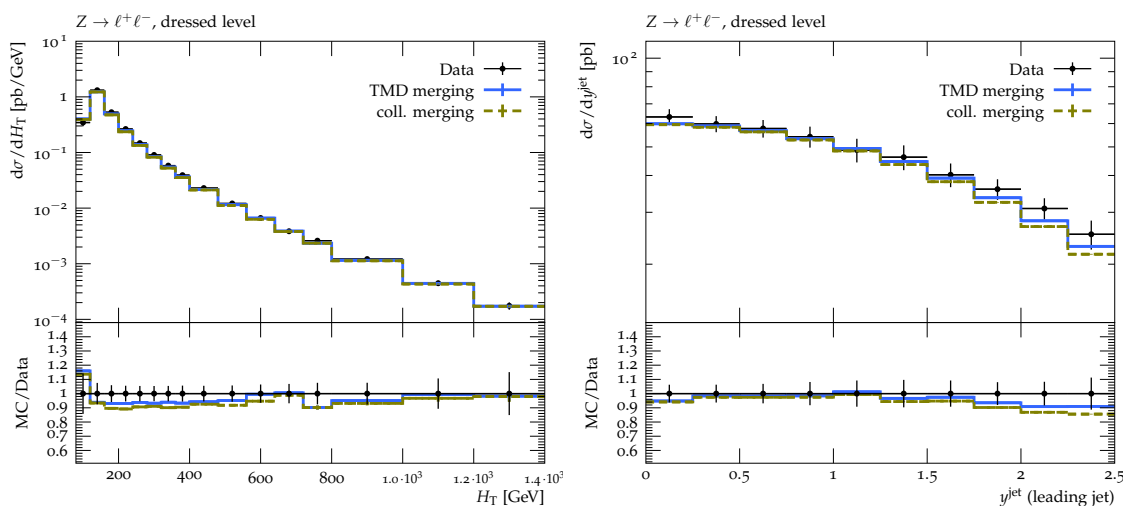 Z → ℓ⁺ℓ⁻, dressed level
dσ/dH_T [pb/GeV]
10¹
1
10⁻¹
10⁻²
10⁻³
10⁻⁴
Data
TMD merging
coll. merging
MC/Data
1.4
1.3
1.2
1.1
1.0
0.9
0.8
0.7
0.6
200 400 600 800 1.0·10³ 1.2·10³ 1.4·10³
H_T [GeV]
Z → ℓ⁺ℓ⁻, dressed level
dσ/dy^jet [pb]
10²
Data
TMD merging
coll. merging
MC/Data
1.4
1.3
1.2
1.1
1.0
0.9
0.8
0.7
0.6
0 0.5 1 1.5 2 2.5
y^jet (leading jet)